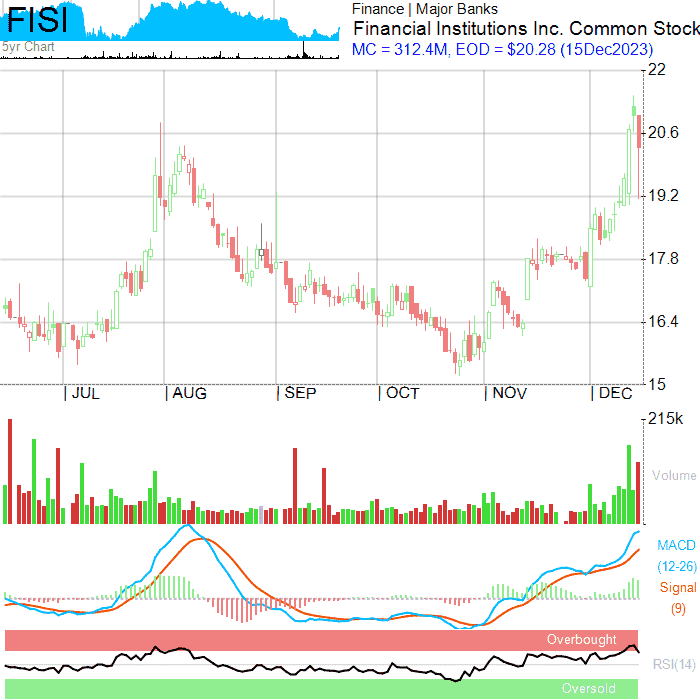 FISI
5yr Chart
Finance | Major Banks
Financial Institutions Inc. Common Stock
MC = 312.4M, EOD = $20.28 (15Dec2023)
22
20.6
19.2
17.8
16.4
15
| JUL | AUG | SEP | OCT | NOV | DEC
215k
Volume
MACD
(12-26)
Signal
(9)
Overbought
RSI(14)
Oversold